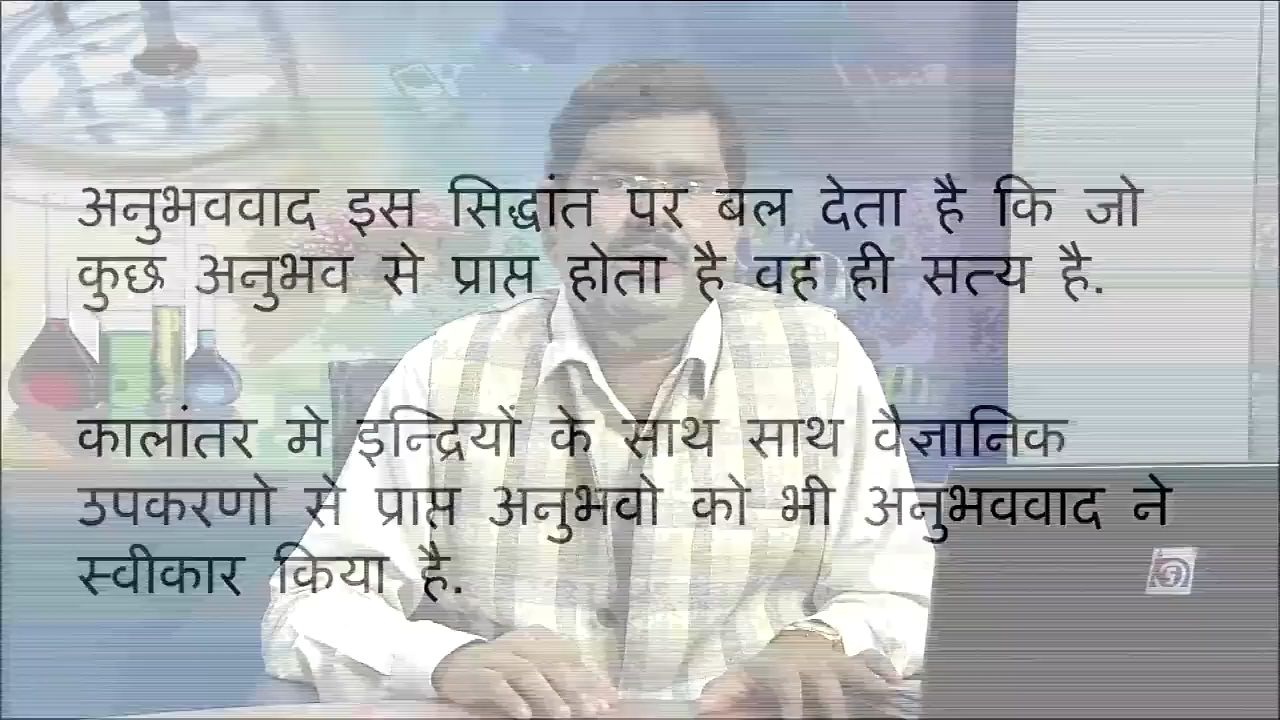 अनुभववाद इस सिद्धांत पर बल देता है कि जो
कुछ अनुभव से प्राप्त होता है वह ही सत्य है.
कालांतर मे इन्द्रियों के साथ साथ वैज्ञानिक
उपकरणो से प्राप्त अनुभवो को भी अनुभववाद ने
स्वीकार किया है.